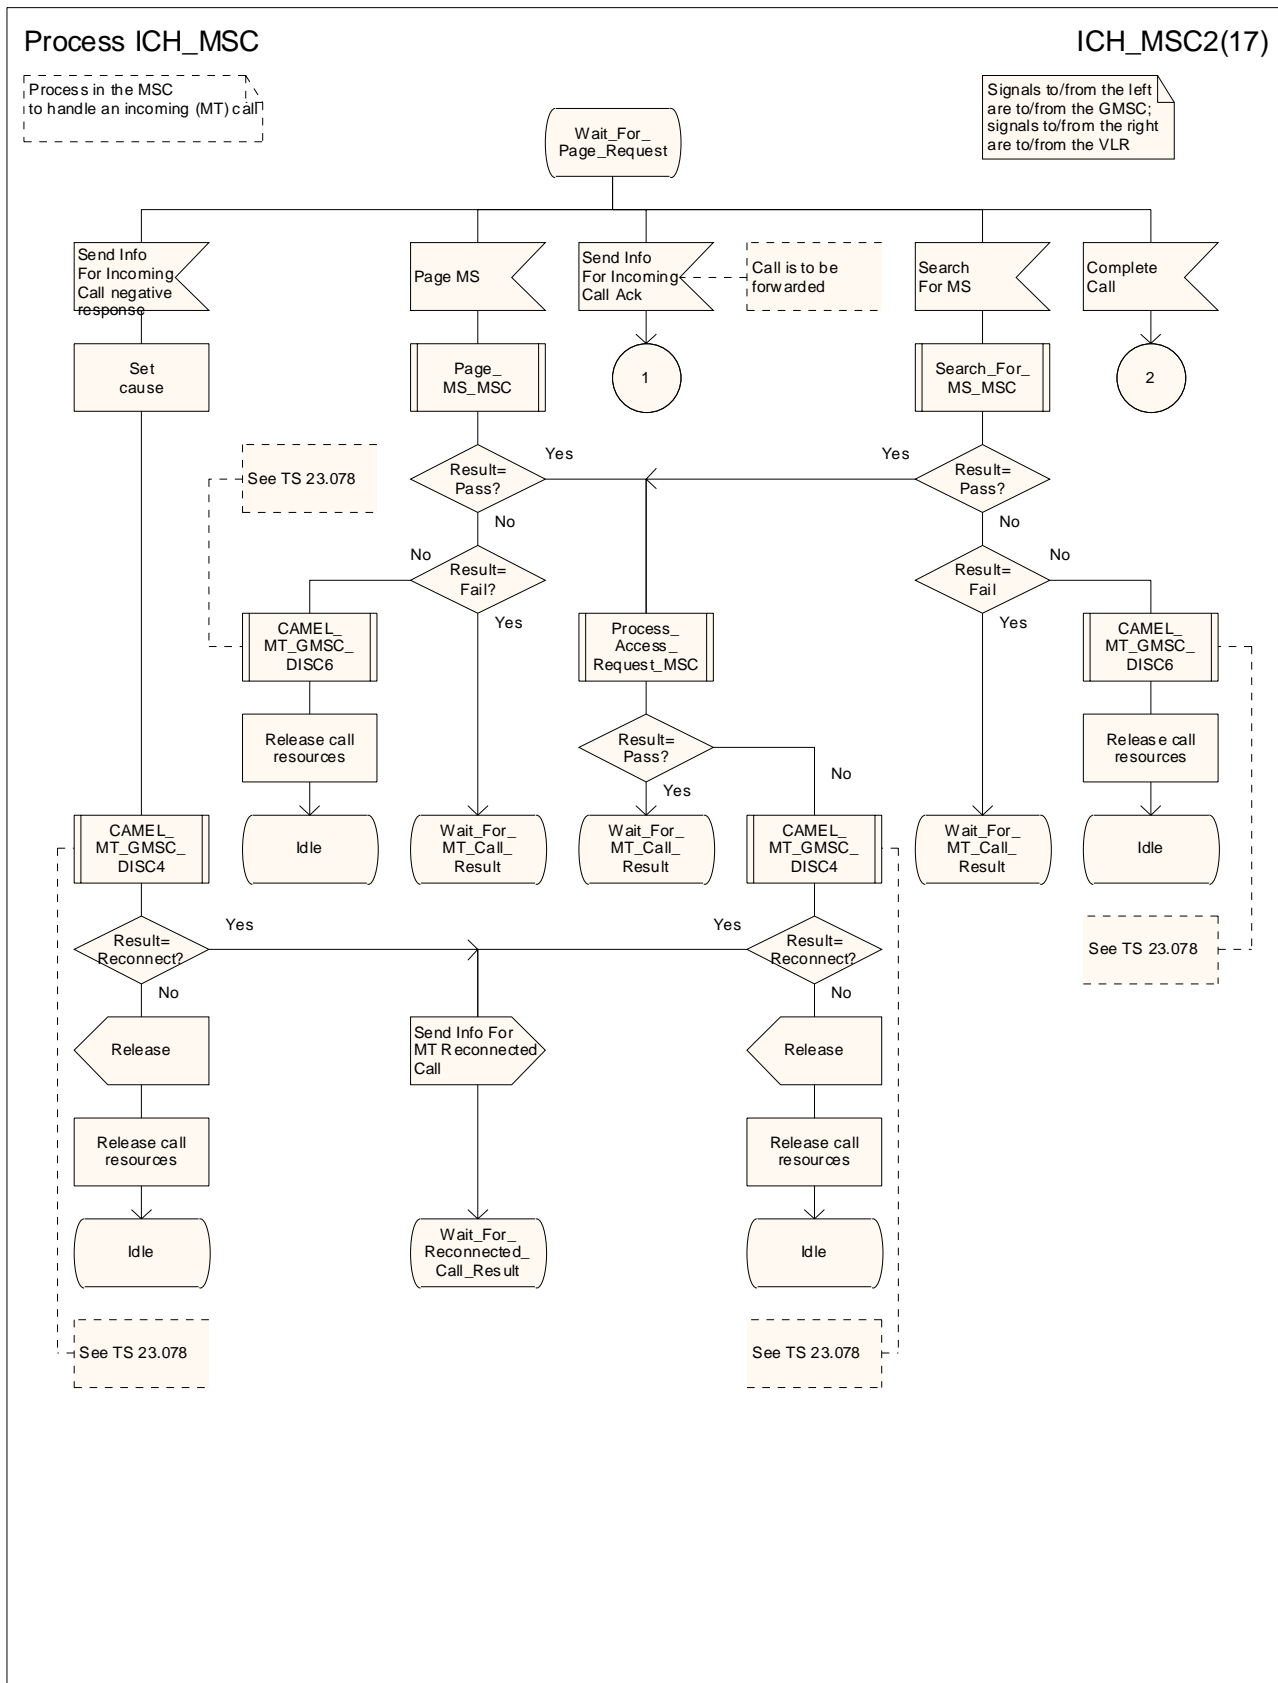 Process ICH_MSC
ICH_MSC2(17)
Process in the MSC
to handle an incoming (MT) call
Signals to/from the left
are to/from the GMSC;
signals to/from the right
are to/from the VLR
Wait_For_
Page_Request
Send Info
For Incoming
Call negative
response
Page MS
Send Info
For Incoming
Call Ack
Call is to be
forwarded
Search
For MS
Complete
Call
Set
cause
Page_
MS_MSC
1
Search_For_
MS_MSC
2
See TS 23.078
Result=
Pass?
Yes
Yes
Result=
Pass?
No
No
No
Result=
Fail?
Yes
Result=
Fail
No
Yes
CAMEL_
MT_GMSC_
DISC6
Process_
Access_
Request_MSC
CAMEL_
MT_GMSC_
DISC6
Release call
resources
Result=
Pass?
No
Yes
Release call
resources
CAMEL_
MT_GMSC_
DISC4
Idle
Wait_For_
MT_Call_
Result
Wait_For_
MT_Call_
Result
CAMEL_
MT_GMSC_
DISC4
Wait_For_
MT_Call_
Result
Idle
Result=
Reconnect?
Yes
Yes
Result=
Reconnect?
See TS 23.078
No
No
Release
Send Info For
MT Reconnected
Call
Release
Release call
resources
Release call
resources
Idle
Wait_For_
Reconnected_
Call_Result
Idle
See TS 23.078
See TS 23.078